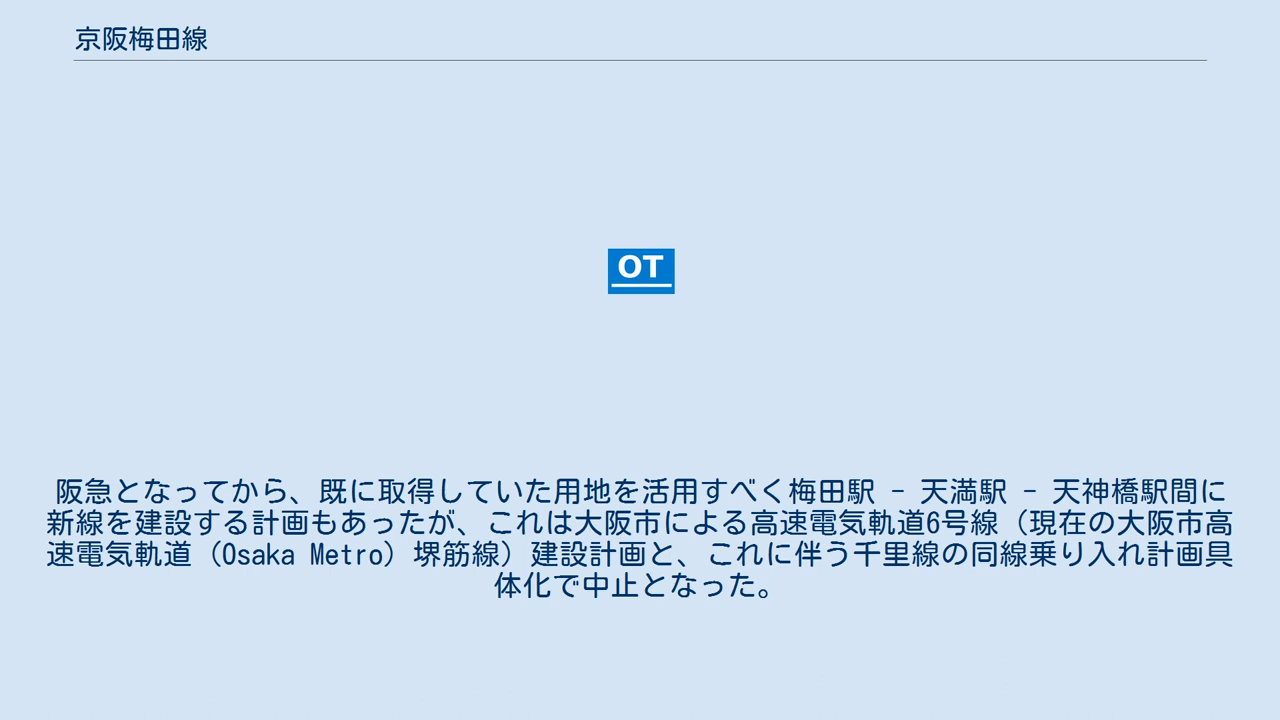 京阪梅田線
OT
阪急となってから、既に取得していた用地を活用すべく梅田駅 - 天満駅 - 天神橋駅間に
新線を建設する計画もあったが、これは大阪市による高速電気軌道6号線（現在の大阪市高
速電気軌道（Osaka Metro）堺筋線）建設計画と、これに伴う千里線の同線乗り入れ計画具
体化で中止となった。